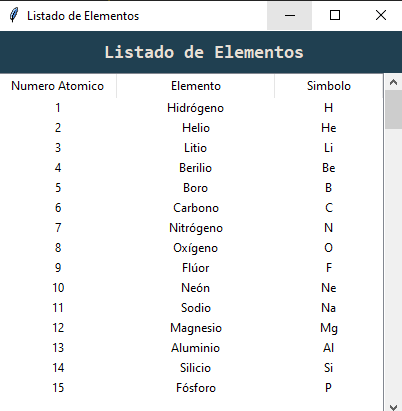 Listado de Elementos
Listado de Elementos
Numero Atomico Elemento Simbolo
1 Hidrógeno H
2 Helio He
3 Litio Li
4 Berilio Be
5 Boro B
6 Carbono C
7 Nitrógeno N
8 Oxígeno O
9 Flúor F
10 Neón Ne
11 Sodio Na
12 Magnesio Mg
13 Aluminio Al
14 Silicio Si
15 Fósforo P